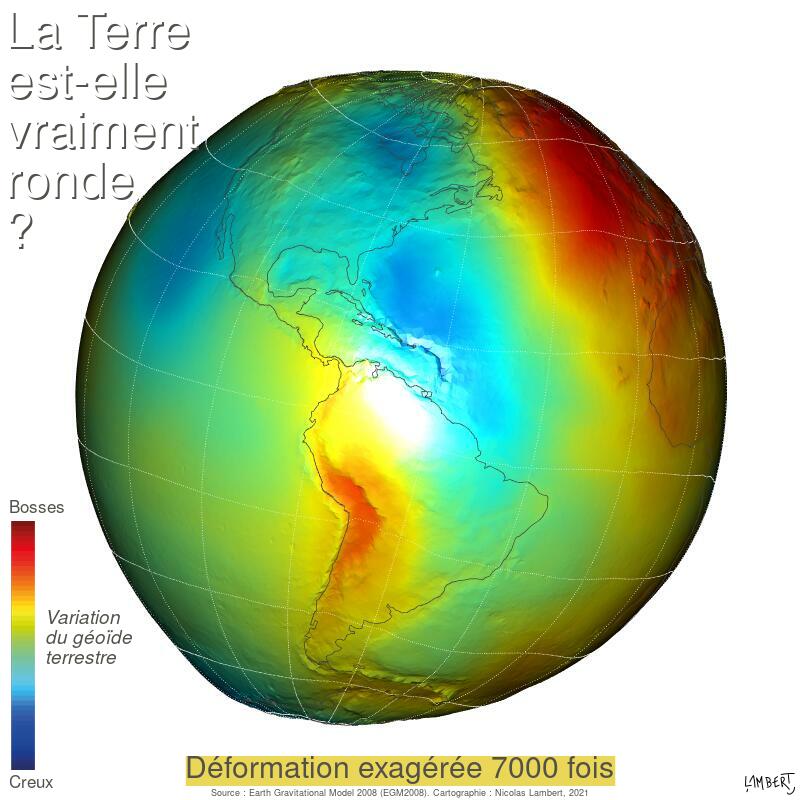 La Terre
est-elle
vraiment
ronde
?
Bosses
Variation
du géoïde
terrestre
Creux
Déformation exagérée 7000 fois
Source : Earth Gravitational Model 2008 (EGM2008). Cartographie : Nicolas Lambert, 2021
LAMBERT